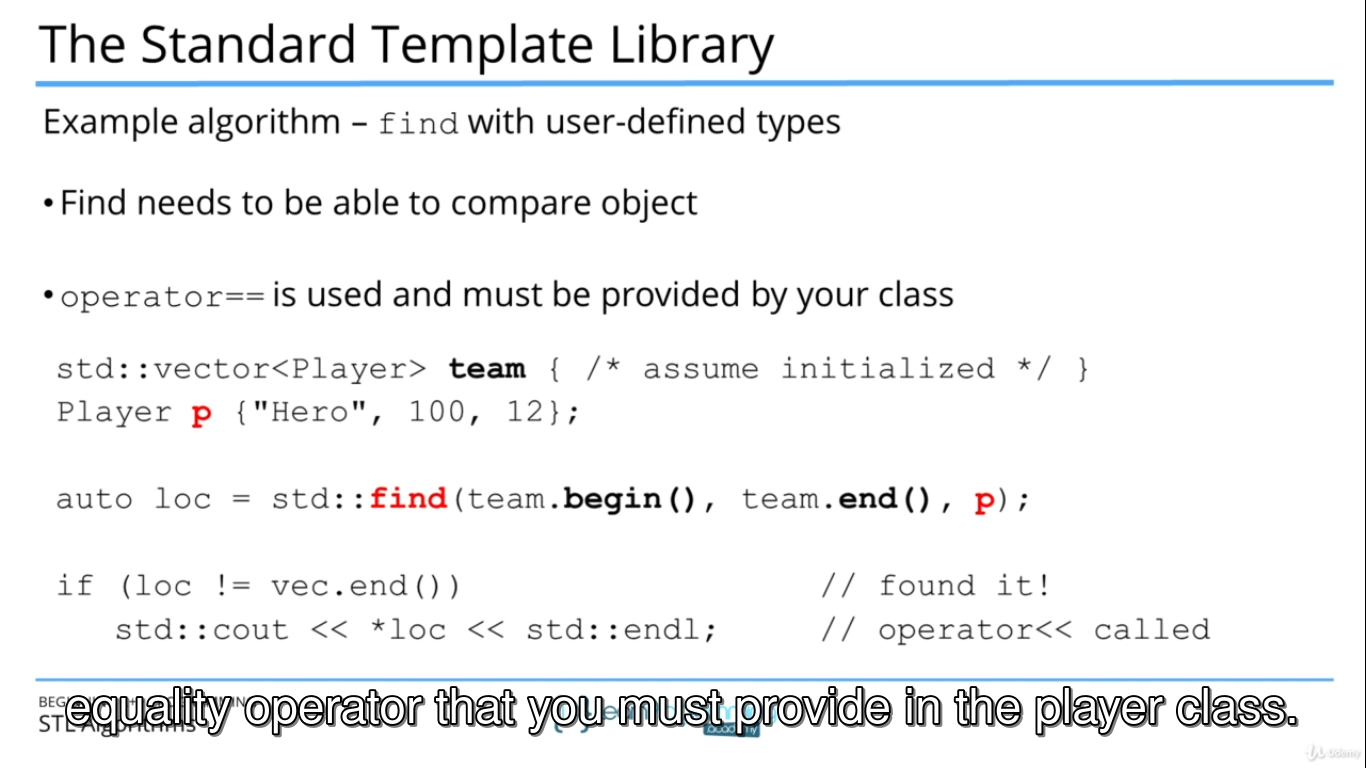 The Standard Template Library
Example algorithm – find with user-defined types
•Find needs to be able to compare object
•operator== is used and must be provided by your class
std::vector<Player> team { /* assume initialized */ }
Player p {"Hero", 100, 12};
auto loc = std::find(team.begin(), team.end(), p);
if (loc != vec.end()) // found it!
std::cout << *loc << std::endl; // operator<< called
equality operator that you must provide in the player class.
STL Algorithms
Udemy